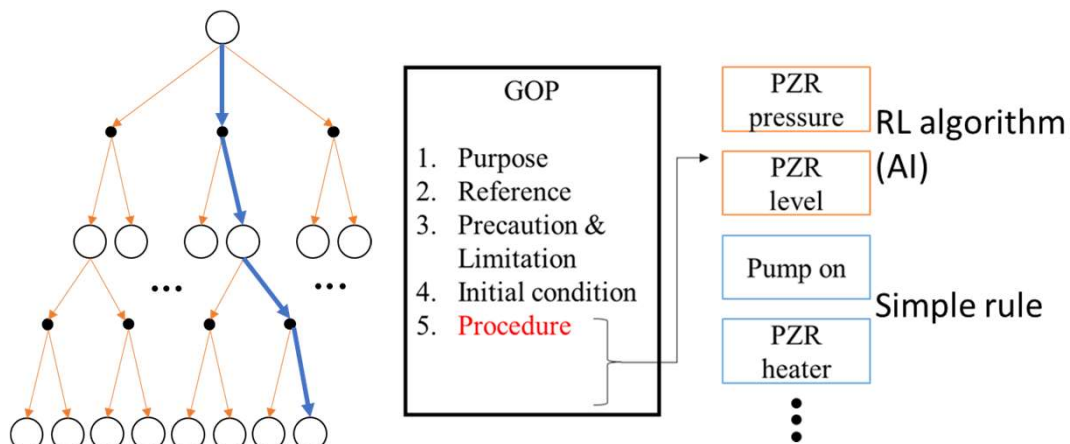 GOP
1. Purpose
2. Reference
3. Precaution &
Limitation
4. Initial condition
5. Procedure
PZR
pressure
PZR
level
RL algorithm
(AI)
Pump on
PZR
heater
Simple rule